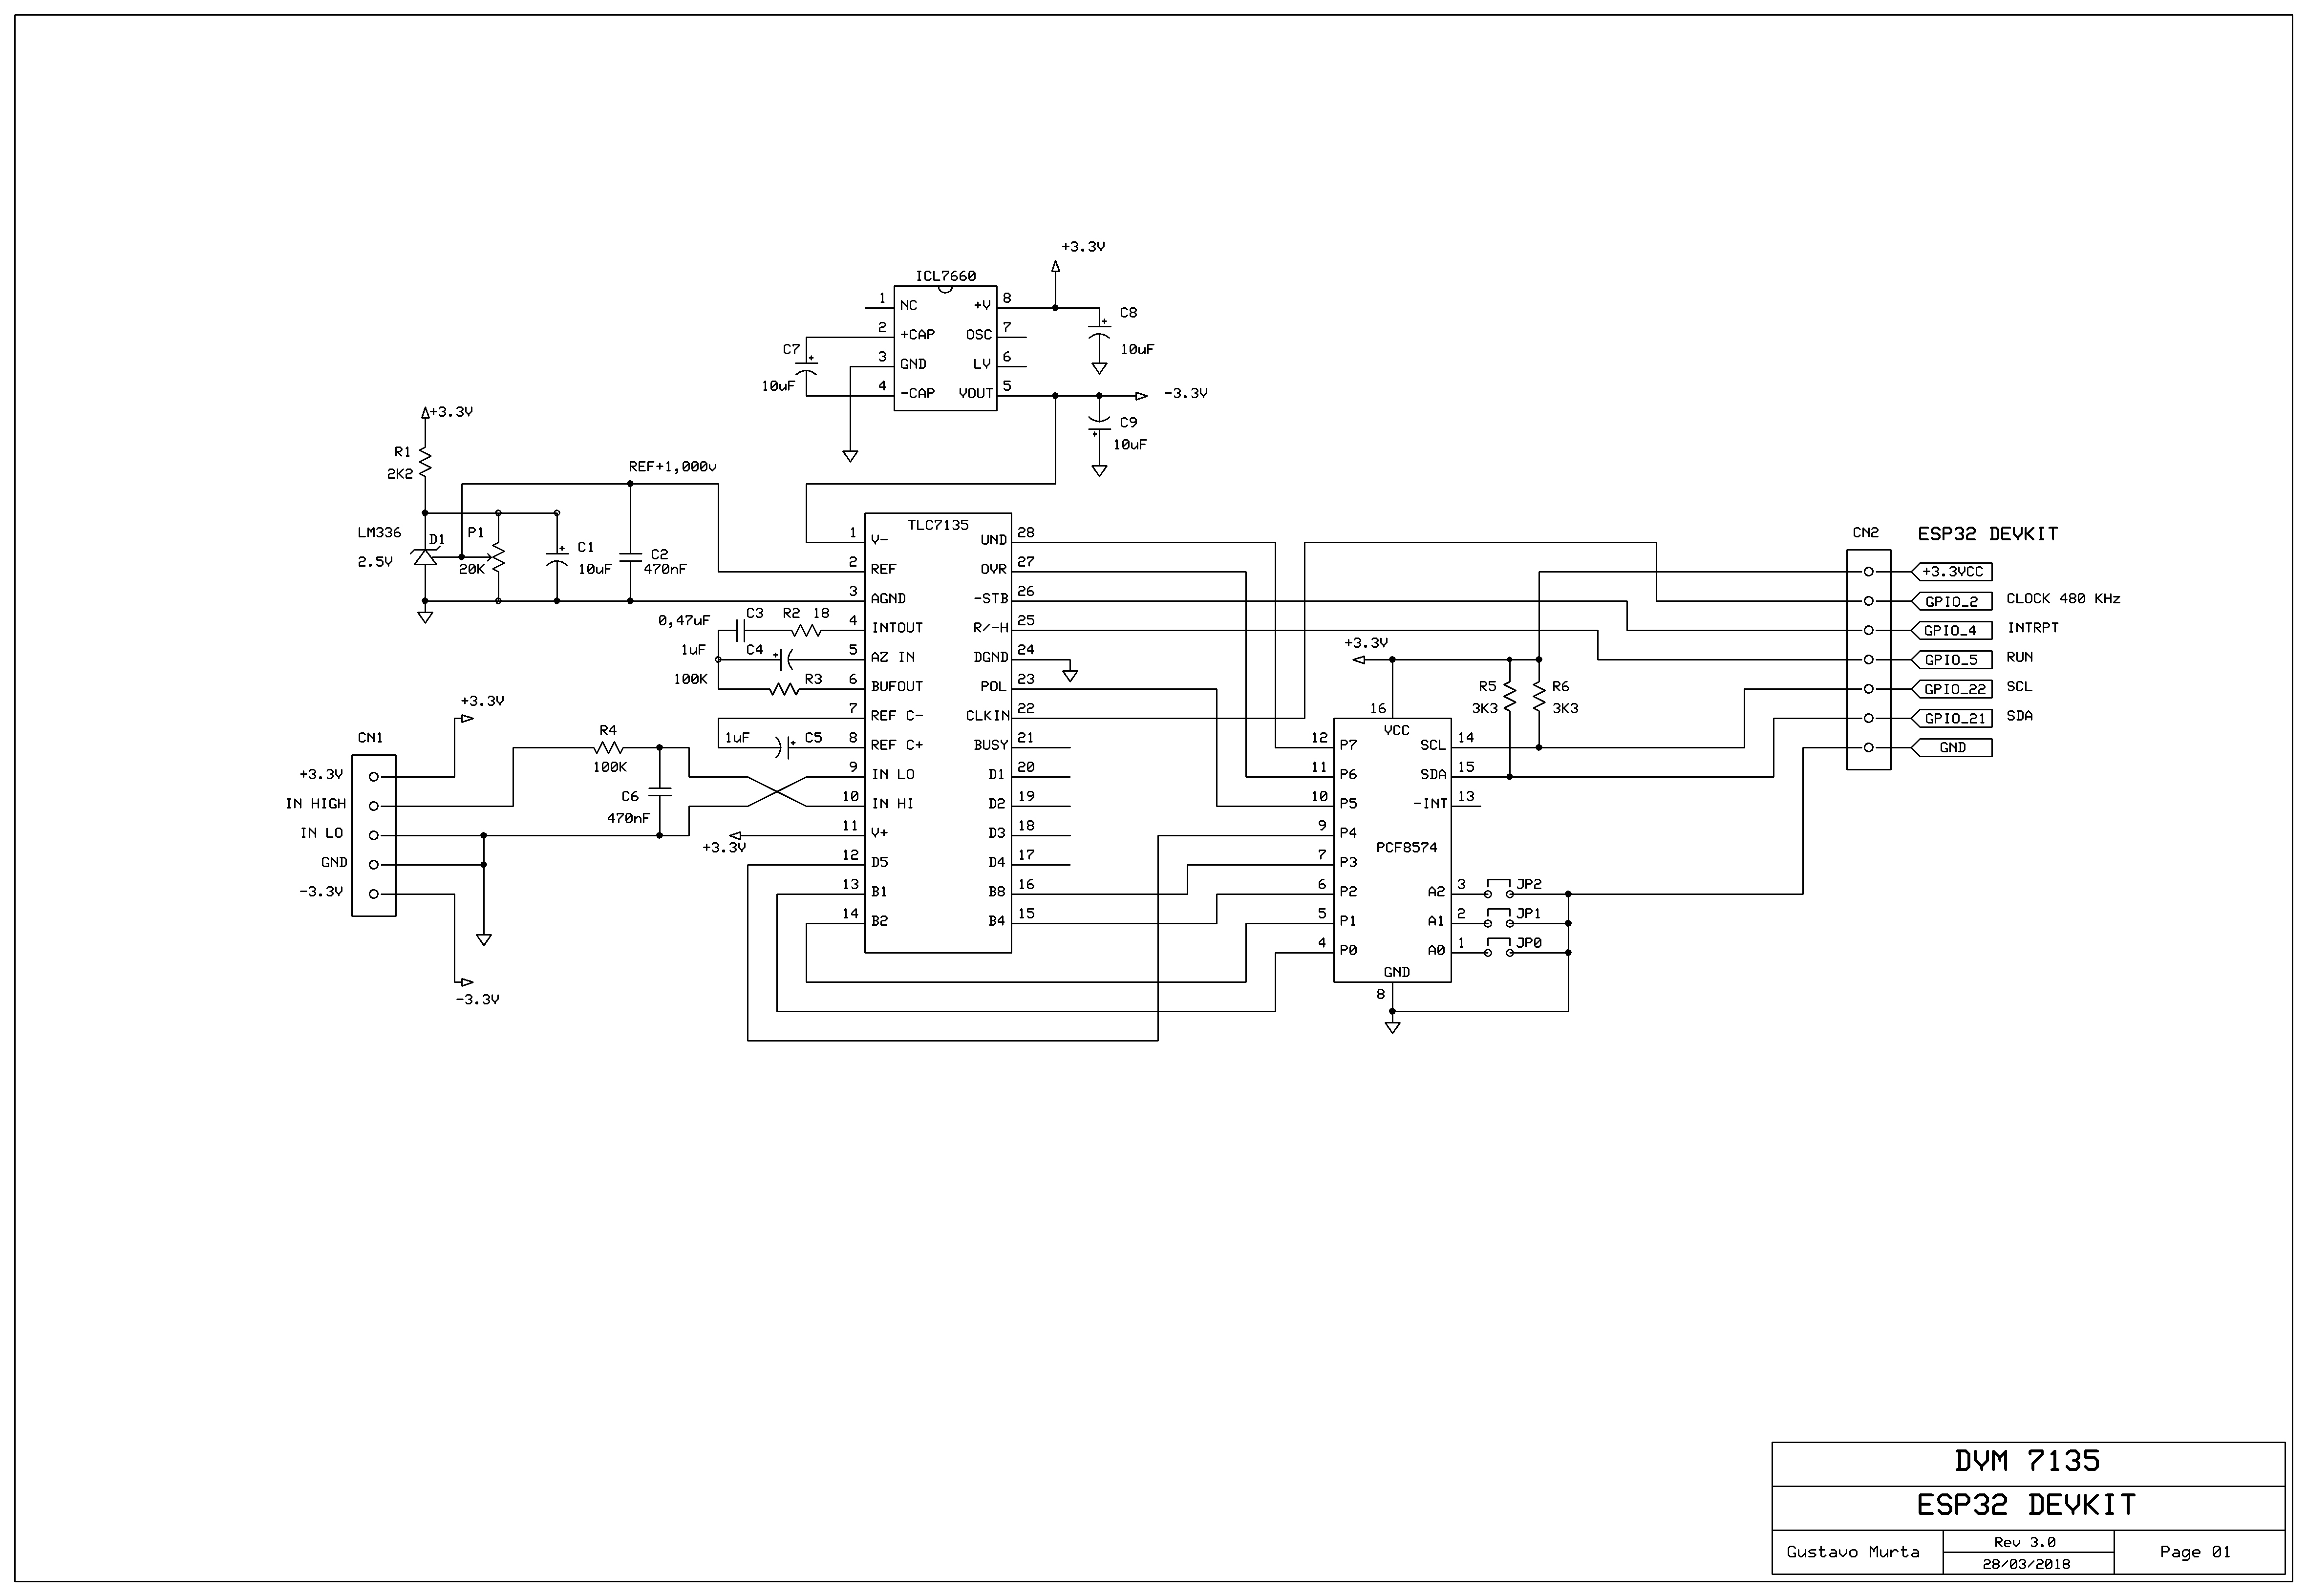 +3.3V
ICL7660
1 NC +V 8
2 +CAP OSC 7
3 GND LV 6
4 -CAP VOUT 5
C7
10uF
C8
10uF
-3.3V
C9
10uF
+3.3V
R1
2K2
REF+1,000v
LM336
2.5V
D1
P1
20K
C1
10uF
C2
470nF
TLC7135
1 V- UND 28
2 REF OVR 27
3 AGND -STB 26
4 INTOUT R/-H 25
5 AZ IN DGND 24
6 BUFOUT POL 23
7 REF C- CLKIN 22
8 REF C+ BUSY 21
9 IN LO D1 20
10 IN HI D2 19
11 V+ D3 18
12 D5 D4 17
13 B1 B8 16
14 B2 B4 15
0,47uF C3 R2 18
1uF C4
100K R3
1uF C5
+3.3V
CN1
+3.3V
IN HIGH
IN LO
GND
-3.3V
-3.3V
R4
100K
C6
470nF
+3.3V
+3.3V
R5
3K3
R6
3K3
16
VCC
12 P7 SCL 14
11 P6 SDA 15
10 P5 -INT 13
9 P4
PCF8574
7 P3
6 P2 A2 3 JP2
5 P1 A1 2 JP1
4 P0 A0 1 JP0
GND
8
CN2 ESP32 DEVKIT
+3.3VCC
GPIO_2 CLOCK 480 KHz
GPIO_4 INTRPT
GPIO_5 RUN
GPIO_22 SCL
GPIO_21 SDA
GND
DVM 7135
ESP32 DEVKIT
Gustavo Murta
Rev 3.0
28/03/2018
Page 01